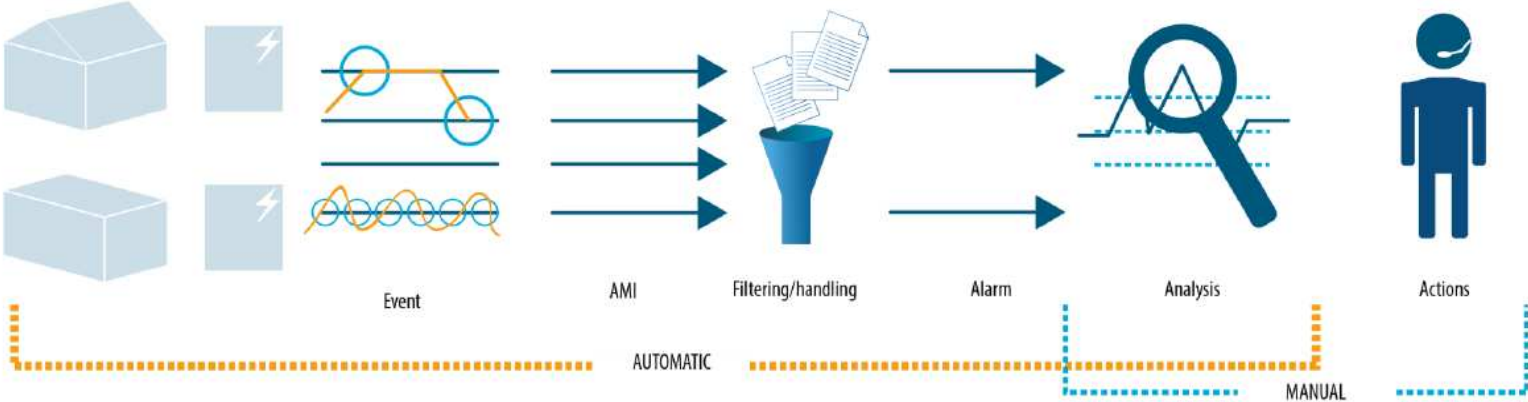 Event
AMI
Filtering/handling
Alarm
Analysis
Actions
AUTOMATIC
MANUAL